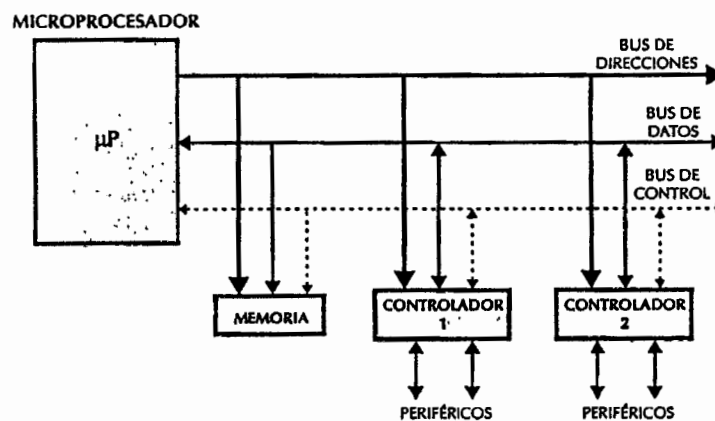 MICROPROCESADOR
µP
BUS DE
DIRECCIONES
BUS DE
DATOS
BUS DE
CONTROL
MEMORIA
CONTROLADOR
1
CONTROLADOR
2
PERIFÉRICOS
PERIFÉRICOS